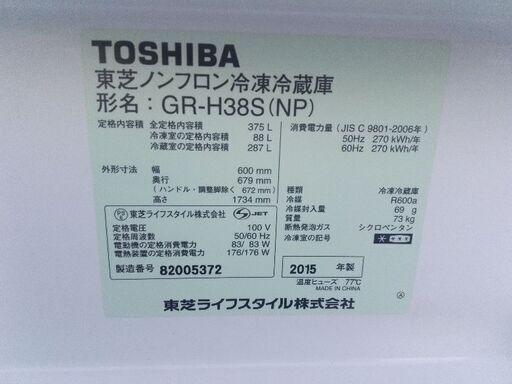 TOSHIBA
東芝ノンフロン冷凍冷蔵庫
形名：GR-H38S(NP)
定格内容積 全定格内容積 375 L
冷凍室の定格内容積 88 L
冷蔵室の定格内容積 287 L
消費電力量 (JIS C 9801-2006年)
50Hz 270 kWh/年
60Hz 270 kWh/年
外形寸法 幅 600 mm
奥行 679 mm
(ハンドル・調整脚除く 672 mm)
高さ 1734 mm
種類 冷凍冷蔵庫
冷媒 R600a
冷媒封入量 69 g
質量 73 kg
断熱発泡ガス シクロペンタン
冷凍室の記号
PS
E
東芝ライフスタイル株式会社
JET
定格電圧 100 V
定格周波数 50/60 Hz
電動機の定格消費電力 83/ 83 W
電熱装置の定格消費電力 176/176 W
製造番号 82005372
2015 年製
温度ヒューズ 77℃
MADE IN CHINA
東芝ライフスタイル株式会社